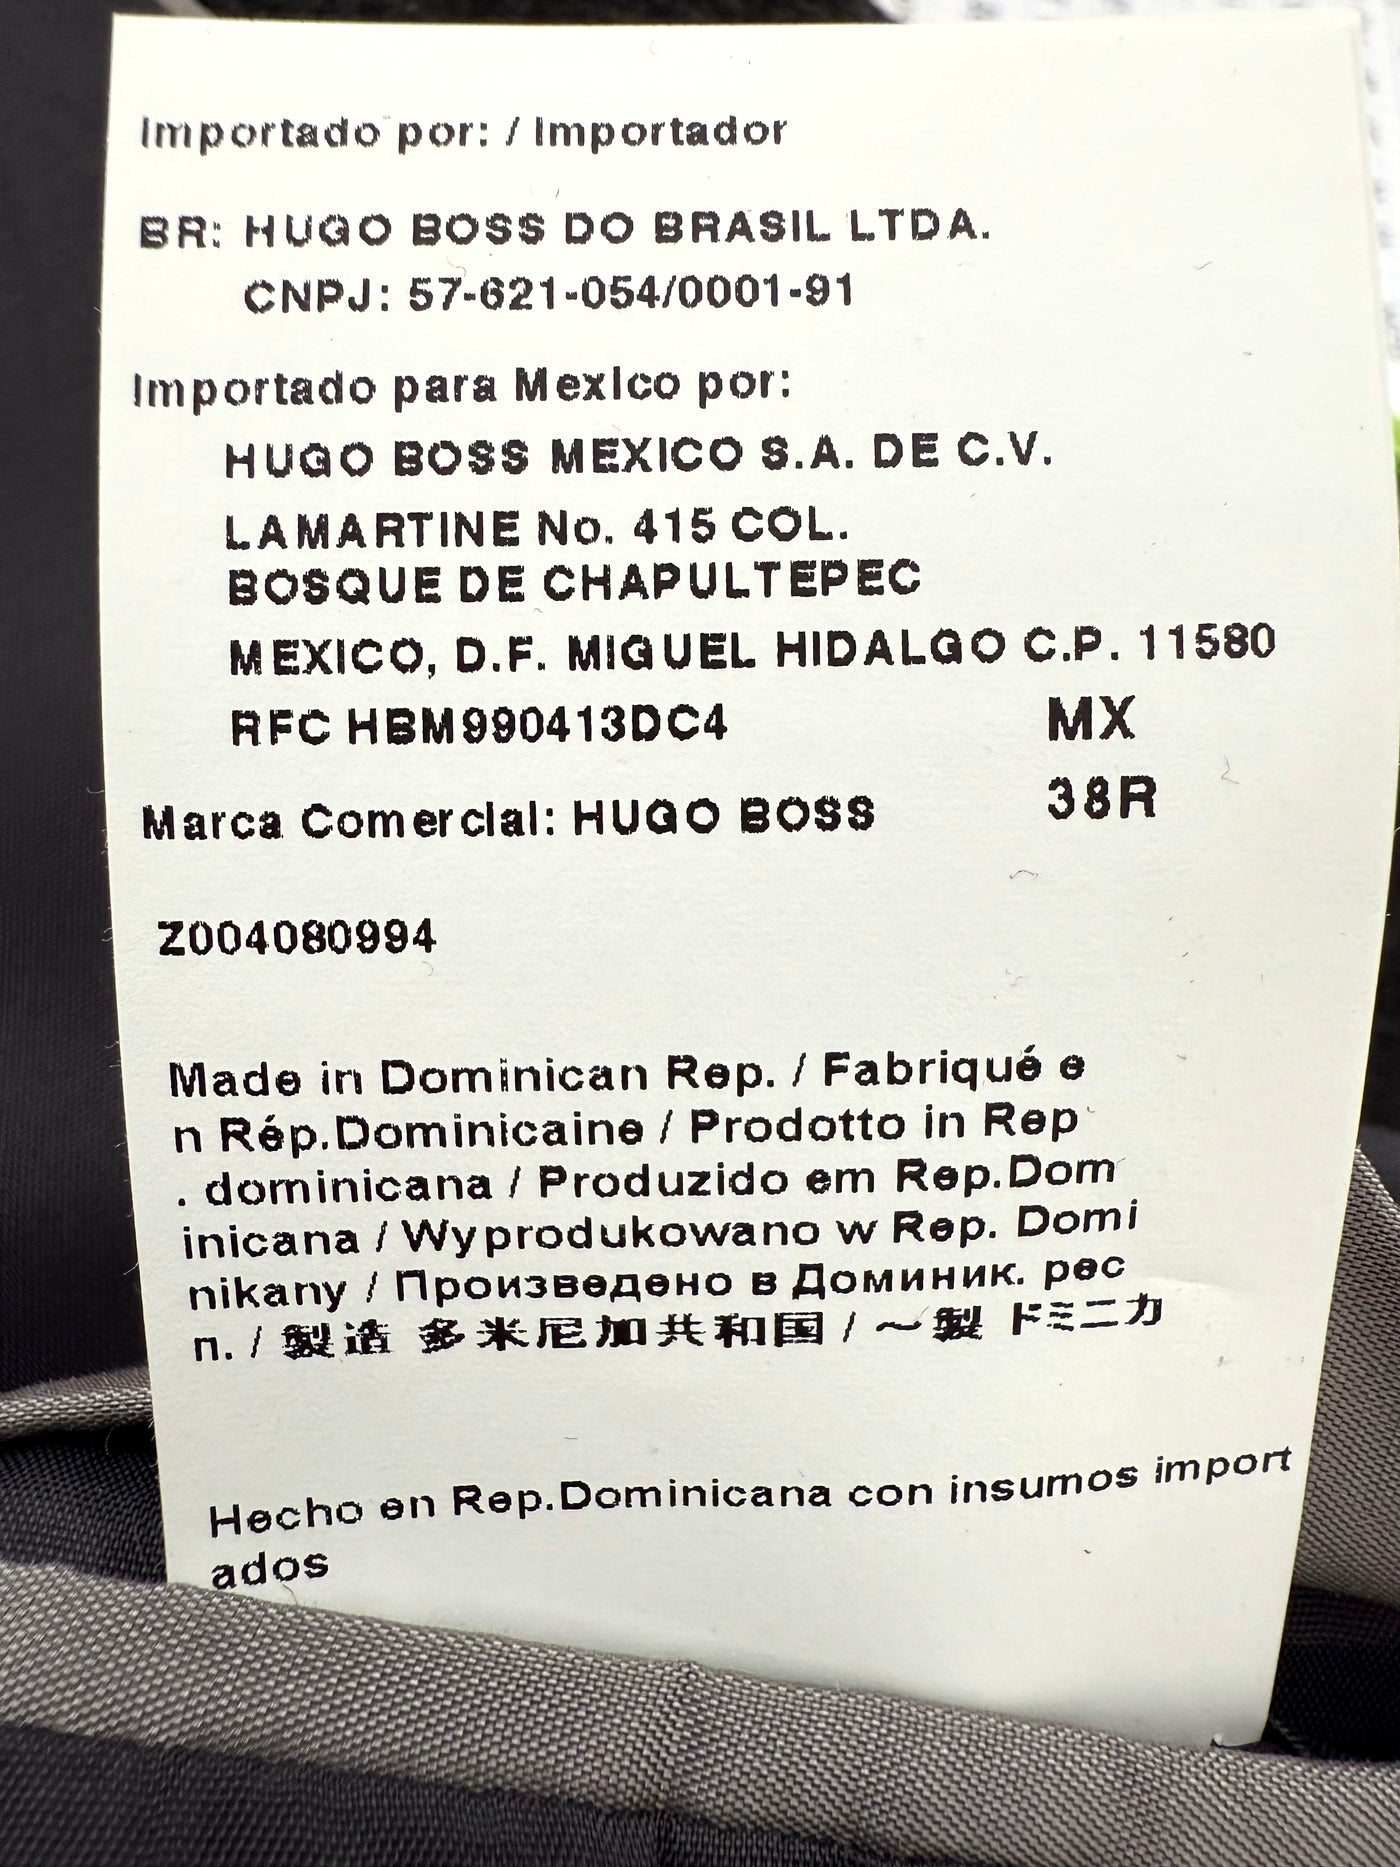 Importado por: / Importador
BR: HUGO BOSS DO BRASIL LTDA.
CNPJ: 57-621-054/0001-91
Importado para Mexico por:
HUGO BOSS MEXICO S.A. DE C.V.
LAMARTINE No. 415 COL.
BOSQUE DE CHAPULTEPEC
MEXICO, D.F. MIGUEL HIDALGO C.P. 11580
RFC HBM990413DC4 MX
Marca Comercial: HUGO BOSS 38R
Z004080994
Made in Dominican Rep. / Fabriqué e
n Rép.Dominicaine / Prodotto in Rep
. dominicana / Produzido em Rep.Dom
inicana / Wyprodukowano w Rep. Domi
nikany / Произведено в Доминик. рес
п. / 製造 多米尼加共和国 / ～製 ドミニカ
Hecho en Rep.Dominicana con insumos import
ados